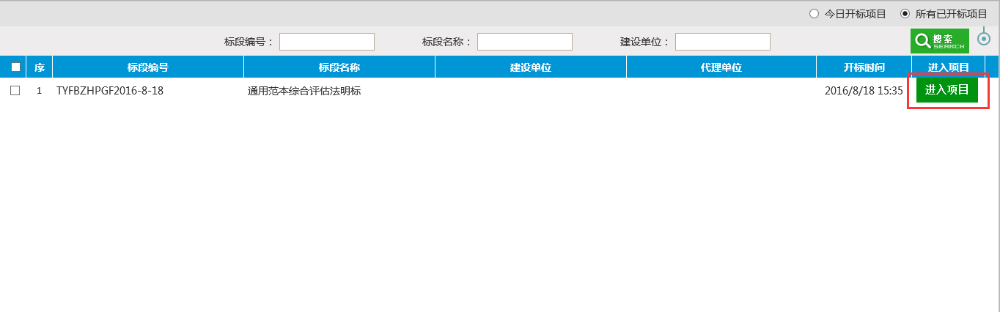 今日开标项目 所有已开标项目
标段编号： 标段名称： 建设单位： 搜索 SEARCH
序 标段编号 标段名称 建设单位 代理单位 开标时间 进入项目
1 TYFBZHPGF2016-8-18 通用范本综合评估法明标 2016/8/18 15:35 进入项目